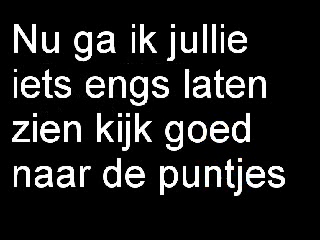 Nu ga ik jullie
iets engs laten
zien kijk goed
naar de puntjes